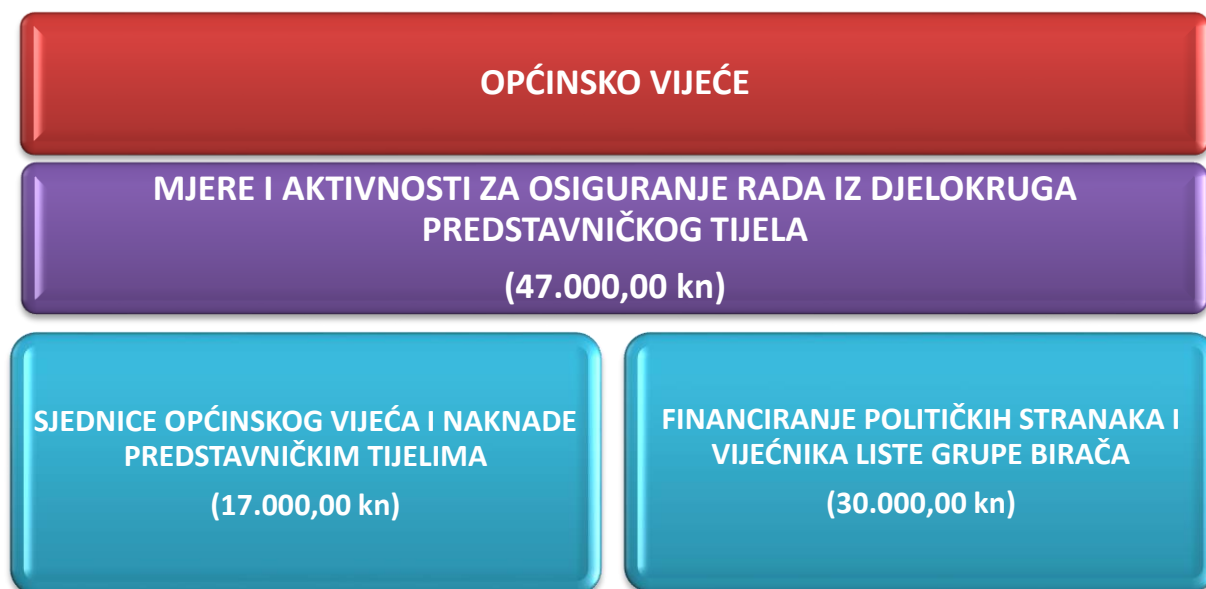 OPĆINSKO VIJEĆE
MJERE I AKTIVNOSTI ZA OSIGURANJE RADA IZ DJELOKRUGA
PREDSTAVNIČKOG TIJELA
(47.000,00 kn)
SJEDNICE OPĆINSKOG VIJEĆA I NAKNADE
PREDSTAVNIČKIM TIJELIMA
(17.000,00 kn)
FINANCIRANJE POLITIČKIH STRANAKA I
VIJEĆNIKA LISTE GRUPE BIRAČA
(30.000,00 kn)